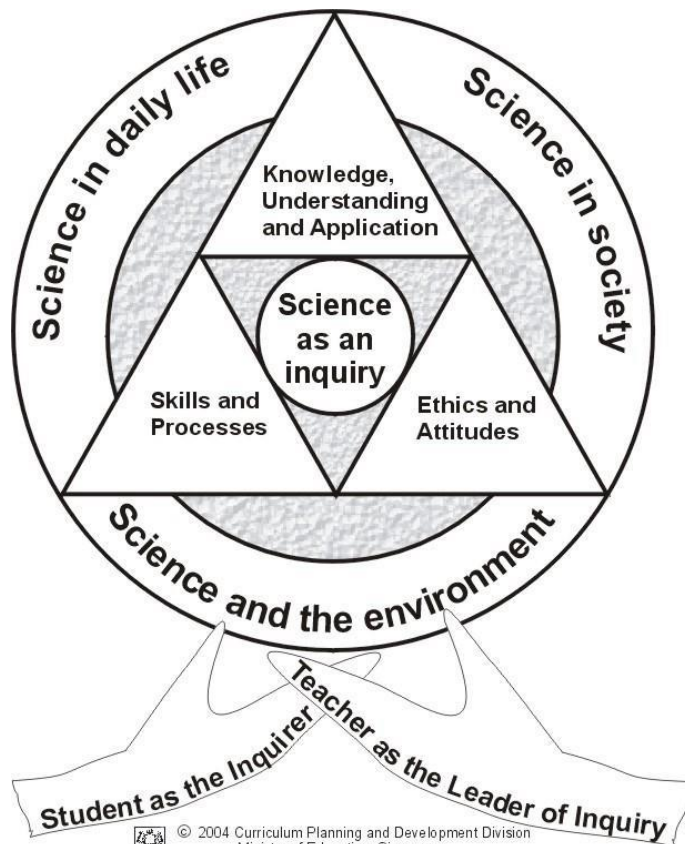 Science in daily life
Science in society
Knowledge,
Understanding
and Application
Science
as an
inquiry
Skills and
Processes
Ethics and
Attitudes
Science and the environment
Student as the Inquirer
Teacher as the Leader of Inquiry
© 2004 Curriculum Planning and Development Division